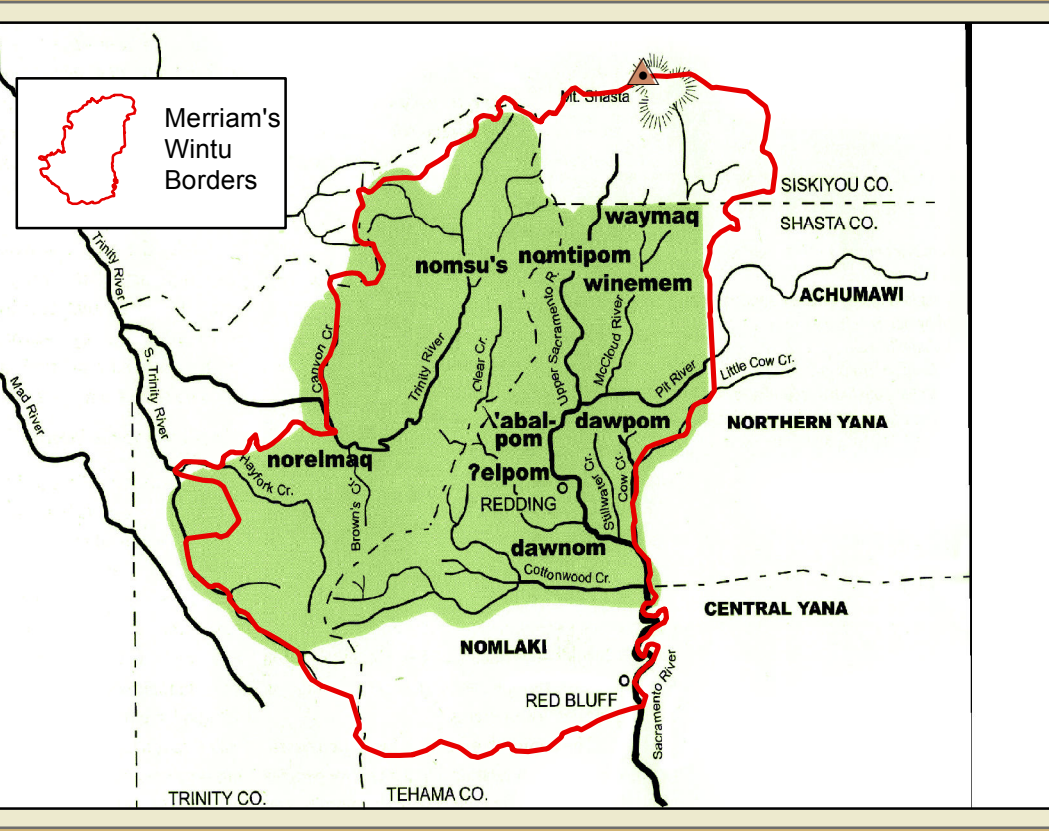 Merriam's
Wintu
Borders
Mt. Shasta
SISKIYOU CO.
SHASTA CO.
waymaq
nomsu's
nomtipom
winemem
ACHUMAWI
Trinity River
S. Trinity River
Mad River
Canyon Cr.
Trinity River
Clear Cr.
Upper Sacramento R.
McCloud River
Pit River
Little Cow Cr.
ƛ'abal-
pom
dawpom
NORTHERN YANA
norelmaq
Hayfork Cr.
Brown's Cr.
?elpom
REDDING
Stillwater Cr.
Cow Cr.
dawnom
Cottonwood Cr.
CENTRAL YANA
NOMLAKI
RED BLUFF
Sacramento River
TRINITY CO.
TEHAMA CO.